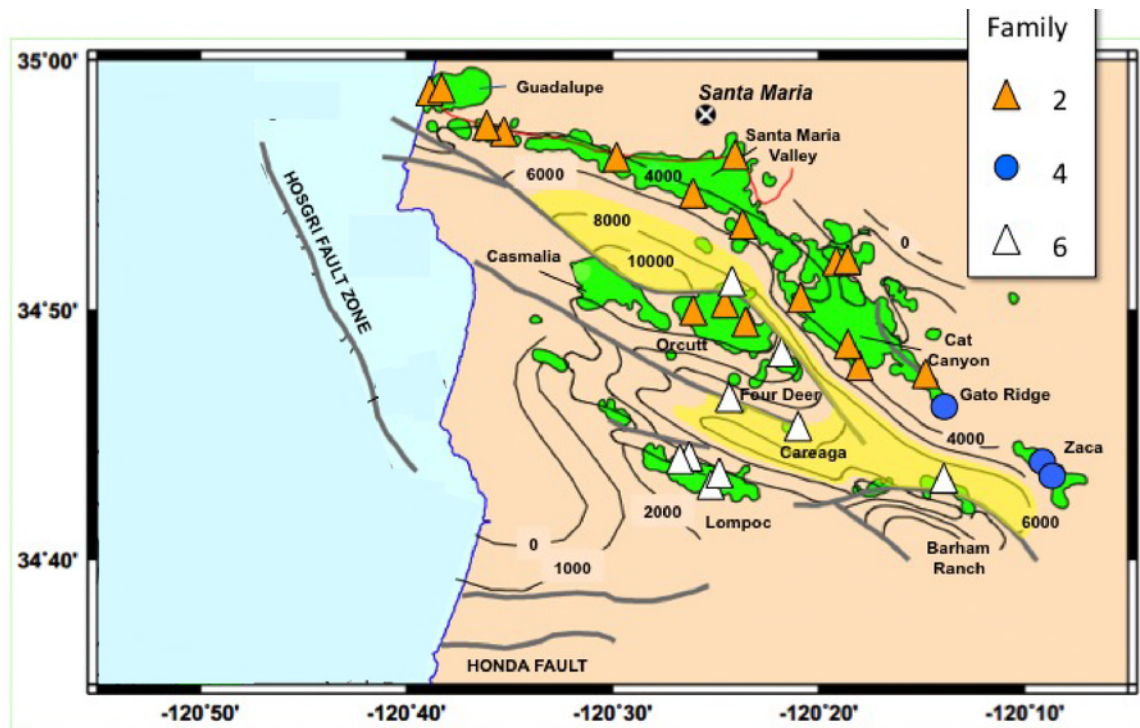 Family
2
4
6
35°00'
34°50'
34°40'
Guadalupe
Santa Maria
Santa Maria
Valley
6000
4000
8000
0
10000
Casmalia
HOSGRI FAULT ZONE
Orcutt
Cat
Canyon
Four Deer
Gato Ridge
4000
Zaca
Careaga
2000
Lompoc
6000
0
Barham
Ranch
1000
HONDA FAULT
-120°50'
-120°40'
-120°30'
-120°20'
-120°10'